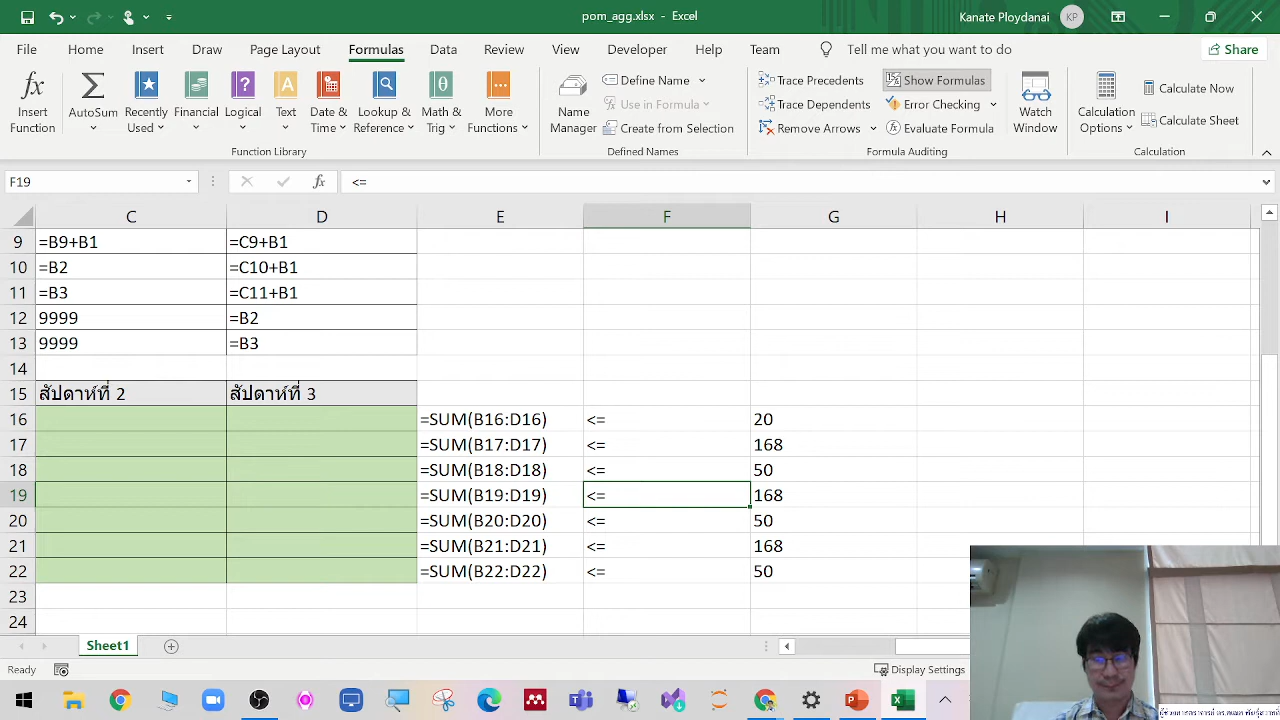 pom_agg.xlsx - Excel
Kanate Ploydanai
KP
File Home Insert Draw Page Layout Formulas Data Review View Developer Help Team Tell me what you want to do Share
Insert Function
AutoSum
Recently Used
Financial
Logical
Text
Date & Time
Lookup & Reference
Math & Trig
More Functions
Function Library
Name Manager
Define Name
Use in Formula
Create from Selection
Defined Names
Trace Precedents
Trace Dependents
Remove Arrows
Show Formulas
Error Checking
Evaluate Formula
Formula Auditing
Watch Window
Calculation Options
Calculate Now
Calculate Sheet
Calculation
F19 fx <=
C D E F G H I
9 =B9+B1 =C9+B1
10 =B2 =C10+B1
11 =B3 =C11+B1
12 9999 =B2
13 9999 =B3
14
15 สัปดาห์ที่ 2 สัปดาห์ที่ 3
16 =SUM(B16:D16) <= 20
17 =SUM(B17:D17) <= 168
18 =SUM(B18:D18) <= 50
19 =SUM(B19:D19) <= 168
20 =SUM(B20:D20) <= 50
21 =SUM(B21:D21) <= 168
22 =SUM(B22:D22) <= 50
23
24
Sheet1
Ready
Display Settings